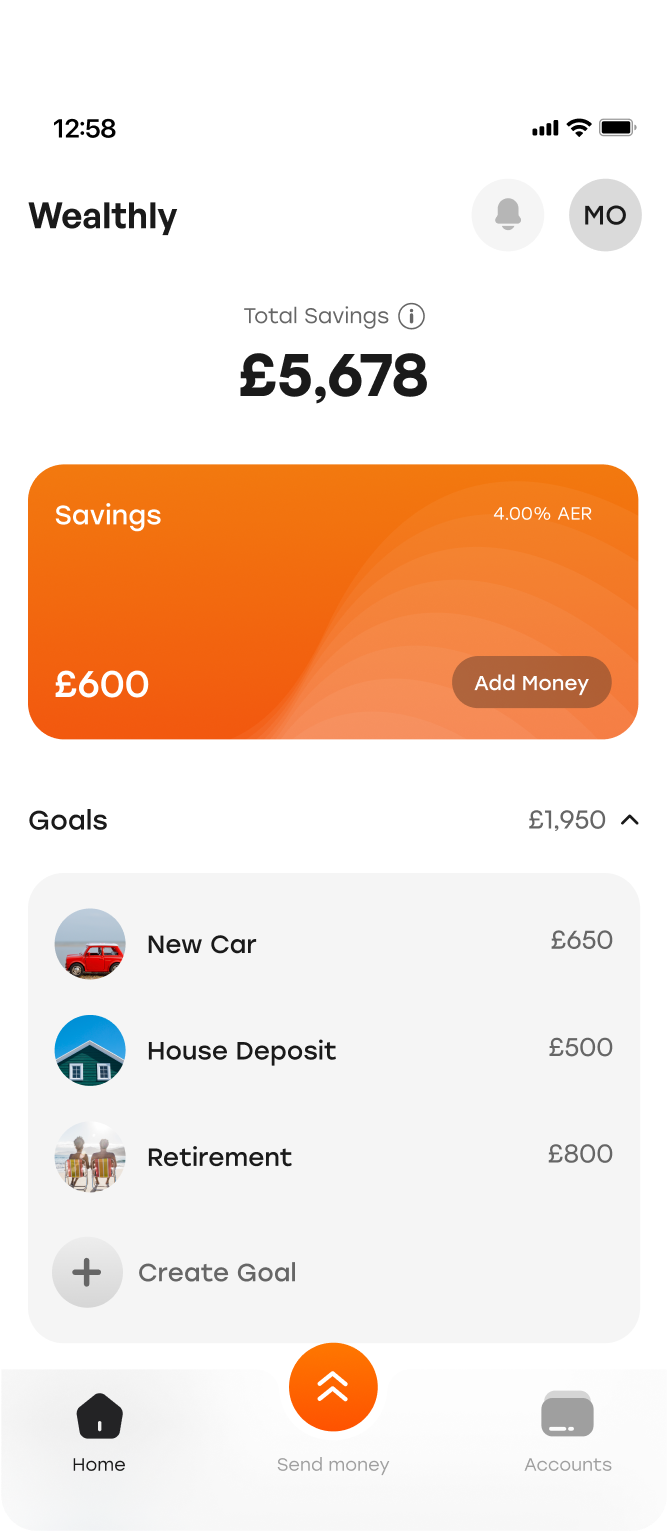 12:58
Wealthly
MO
Total Savings
£5,678
Savings
4.00% AER
£600
Add Money
Goals
£1,950
New Car
£650
House Deposit
£500
Retirement
£800
Create Goal
Home
Send money
Accounts